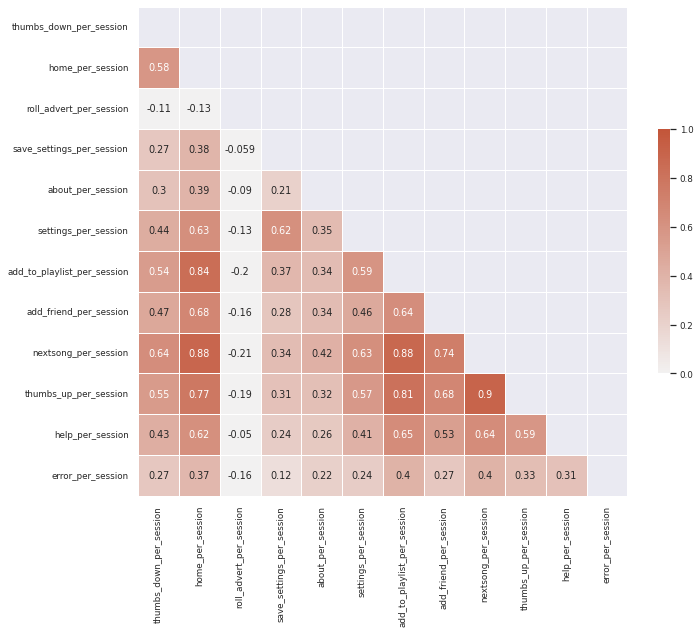 thumbs_down_per_session
home_per_session 0.58
roll_advert_per_session -0.11 -0.13
save_settings_per_session 0.27 0.38 -0.059
about_per_session 0.3 0.39 -0.09 0.21
settings_per_session 0.44 0.63 -0.13 0.62 0.35
add_to_playlist_per_session 0.54 0.84 -0.2 0.37 0.34 0.59
add_friend_per_session 0.47 0.68 -0.16 0.28 0.34 0.46 0.64
nextsong_per_session 0.64 0.88 -0.21 0.34 0.42 0.63 0.88 0.74
thumbs_up_per_session 0.55 0.77 -0.19 0.31 0.32 0.57 0.81 0.68 0.9
help_per_session 0.43 0.62 -0.05 0.24 0.26 0.41 0.65 0.53 0.64 0.59
error_per_session 0.27 0.37 -0.16 0.12 0.22 0.24 0.4 0.27 0.4 0.33 0.31
thumbs_down_per_session
home_per_session
roll_advert_per_session
save_settings_per_session
about_per_session
settings_per_session
add_to_playlist_per_session
add_friend_per_session
nextsong_per_session
thumbs_up_per_session
help_per_session
error_per_session
1.0
0.8
0.6
0.4
0.2
0.0